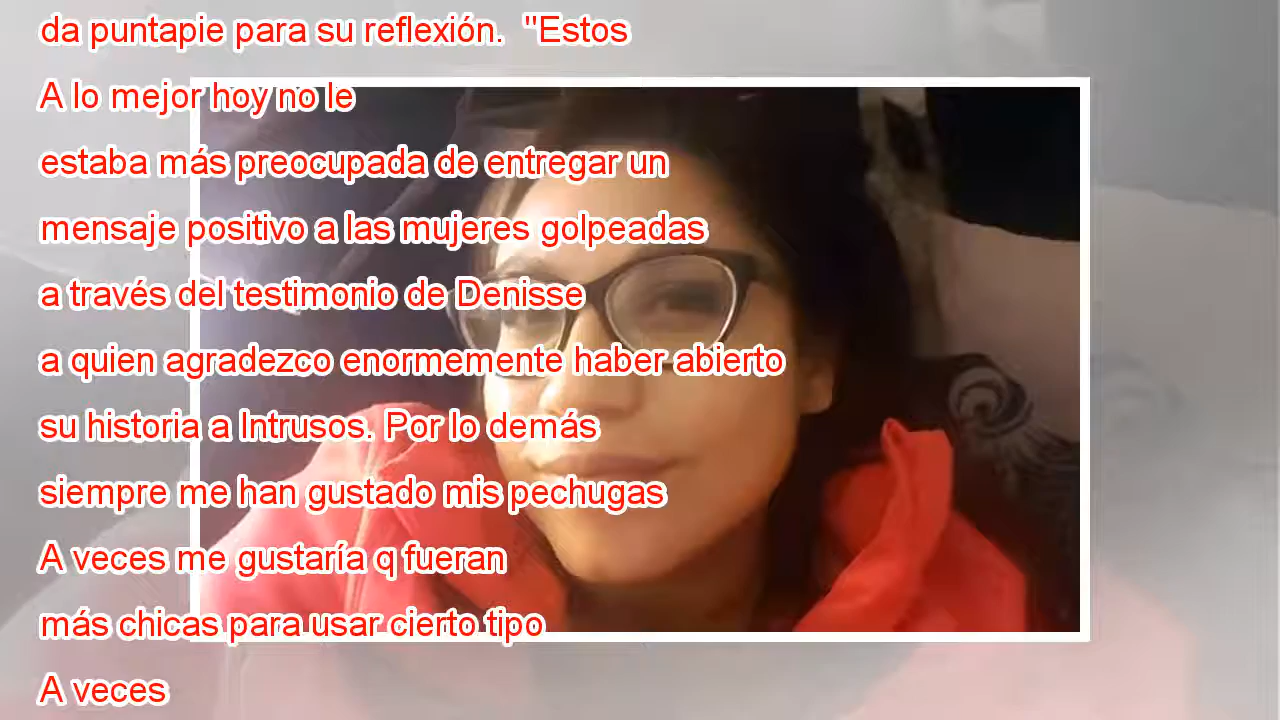 da puntapie para su reflexión.  "Estos
A lo mejor hoy no le
estaba más preocupada de entregar un
mensaje positivo a las mujeres golpeadas
a través del testimonio de Denisse
a quien agradezco enormemente haber abierto
su historia a Intrusos. Por lo demás
siempre me han gustado mis pechugas
A veces me gustaría q fueran
más chicas para usar cierto tipo
A veces